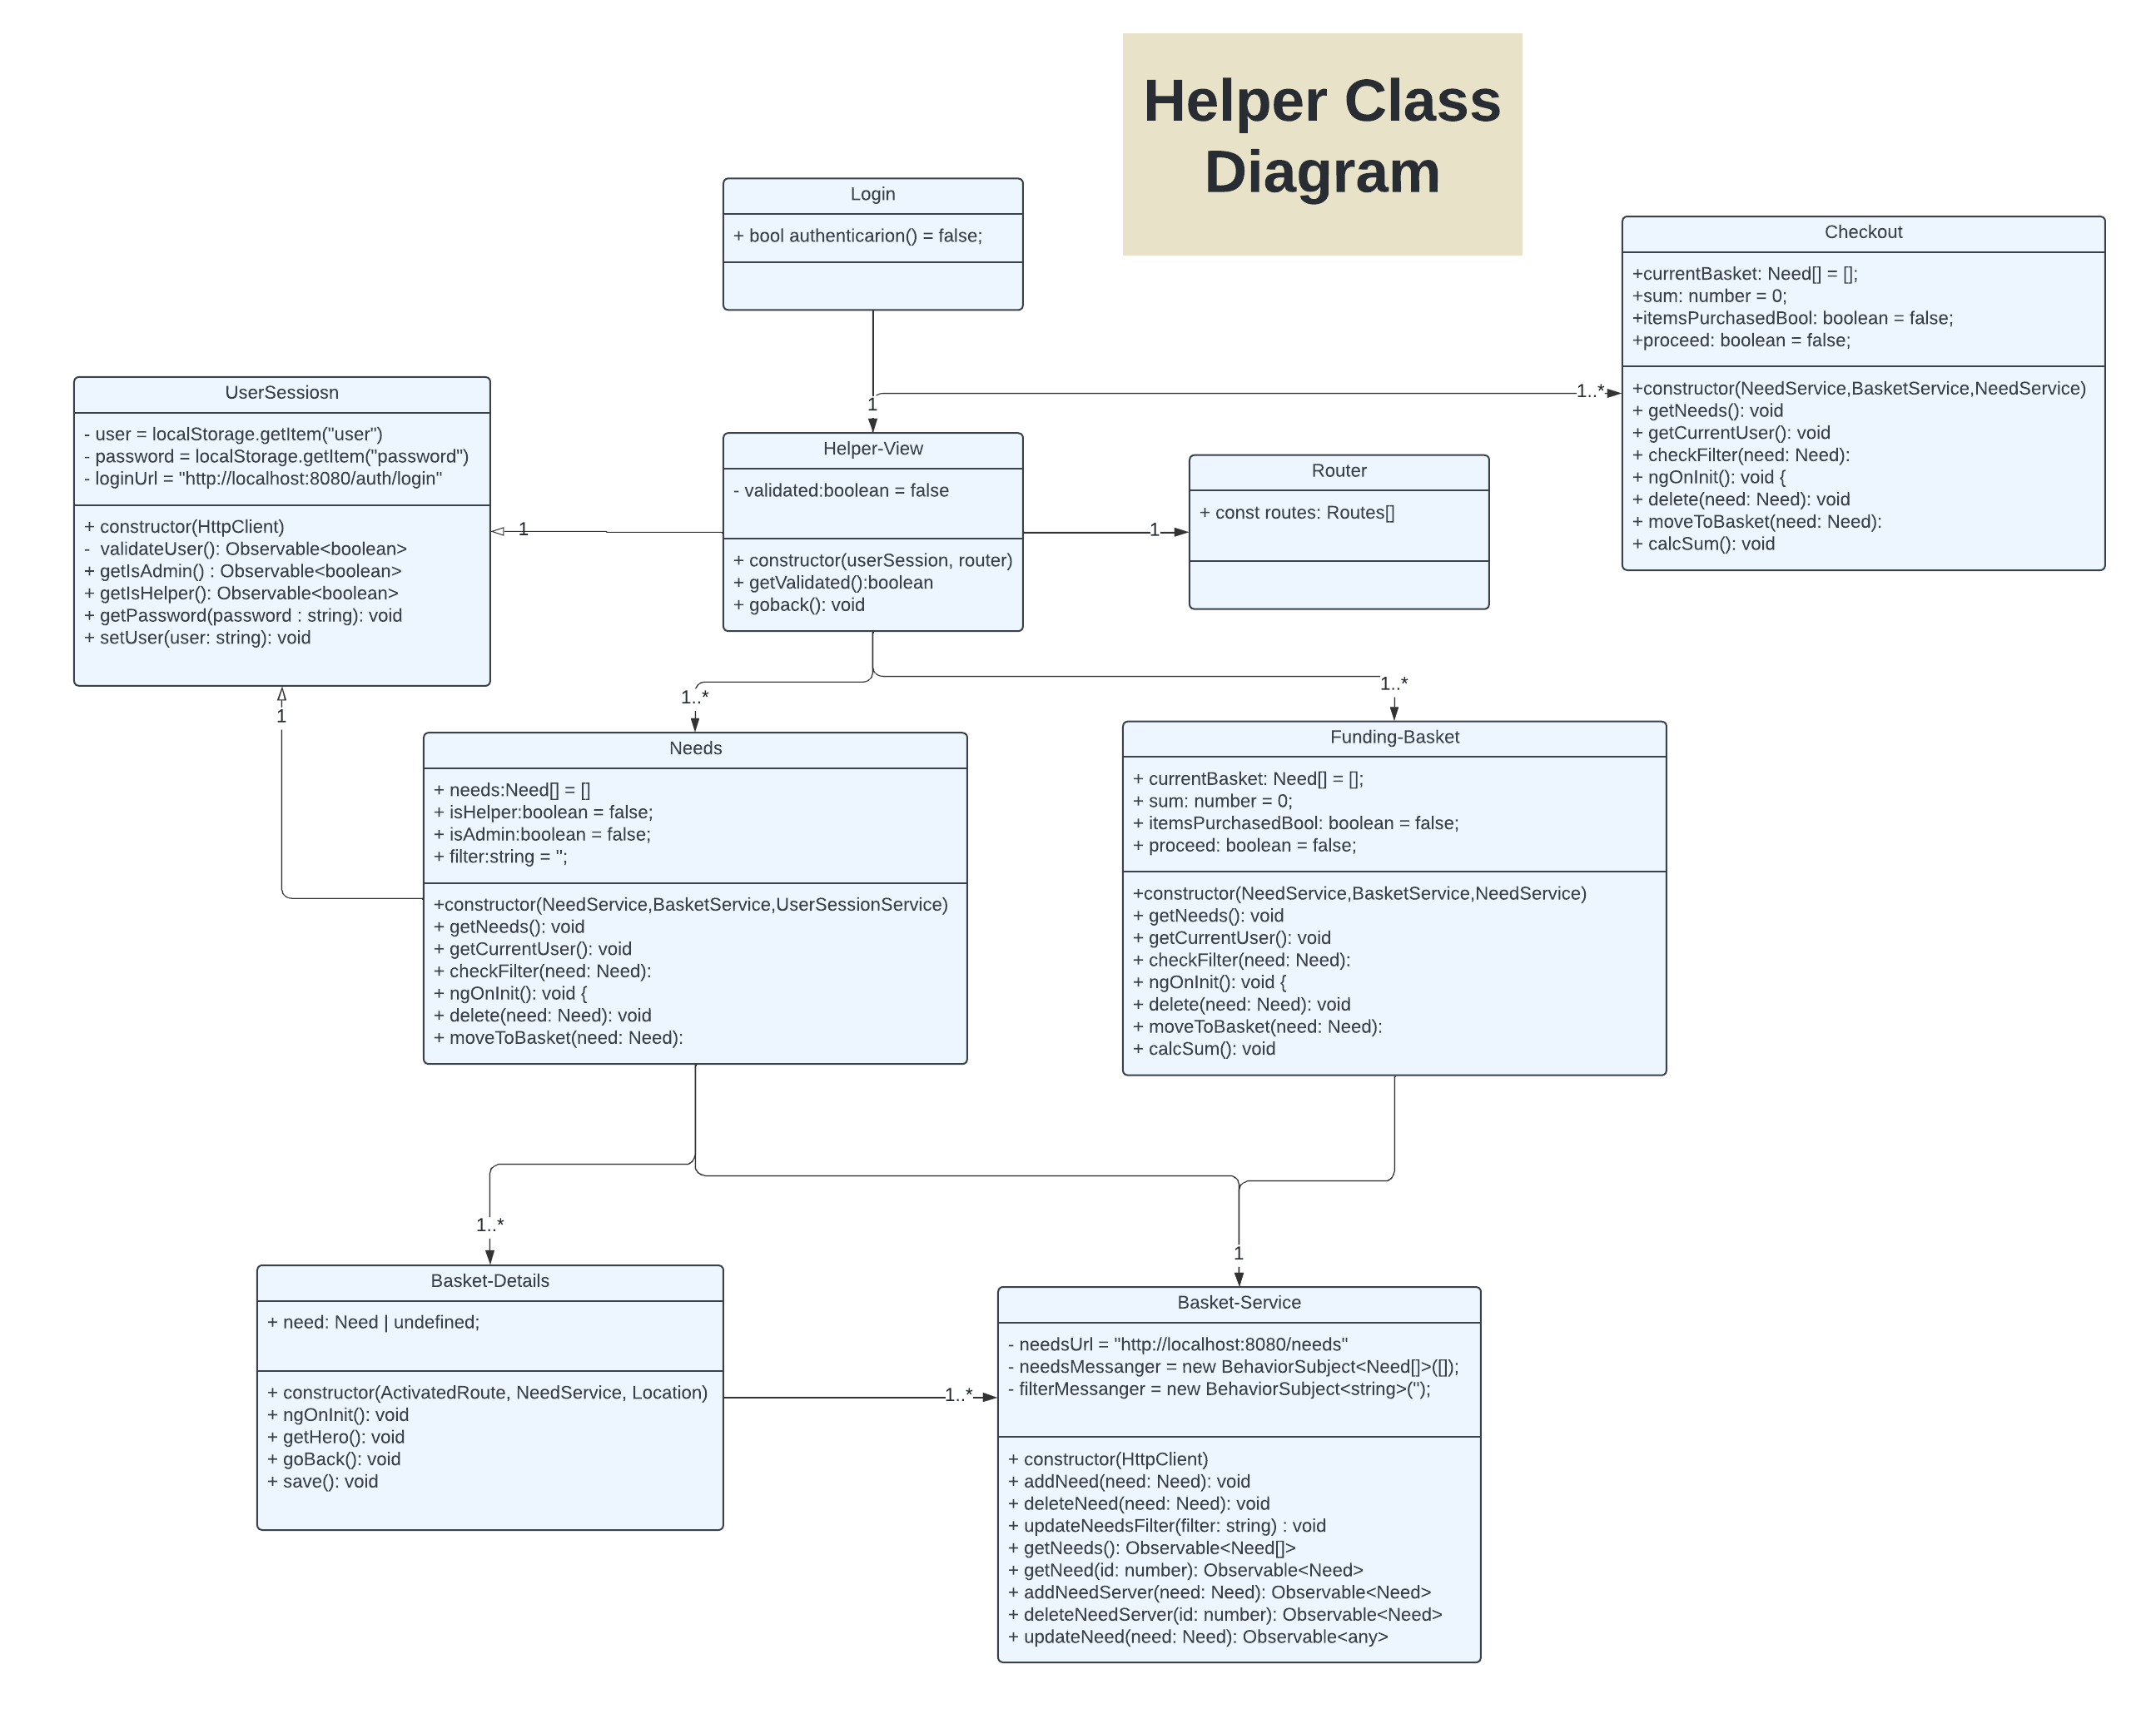 Helper Class
Diagram
Login
+ bool authenticarion() = false;
Checkout
+currentBasket: Need[] = [];
+sum: number = 0;
+itemsPurchasedBool: boolean = false;
+proceed: boolean = false;
+constructor(NeedService,BasketService,NeedService)
+ getNeeds(): void
+ getCurrentUser(): void
+ checkFilter(need: Need):
+ ngOnInit(): void {
+ delete(need: Need): void
+ moveToBasket(need: Need):
+ calcSum(): void
1..*
1
UserSessiosn
- user = localStorage.getItem("user")
- password = localStorage.getItem("password")
- loginUrl = "http://localhost:8080/auth/login"
+ constructor(HttpClient)
-  validateUser(): Observable<boolean>
+ getIsAdmin() : Observable<boolean>
+ getIsHelper(): Observable<boolean>
+ getPassword(password : string): void
+ setUser(user: string): void
1
Helper-View
- validated:boolean = false
+ constructor(userSession, router)
+ getValidated():boolean
+ goback(): void
1
Router
+ const routes: Routes[]
1
1..*
1..*
Needs
+ needs:Need[] = []
+ isHelper:boolean = false;
+ isAdmin:boolean = false;
+ filter:string = '';
+constructor(NeedService,BasketService,UserSessionService)
+ getNeeds(): void
+ getCurrentUser(): void
+ checkFilter(need: Need):
+ ngOnInit(): void {
+ delete(need: Need): void
+ moveToBasket(need: Need):
Funding-Basket
+ currentBasket: Need[] = [];
+ sum: number = 0;
+ itemsPurchasedBool: boolean = false;
+ proceed: boolean = false;
+constructor(NeedService,BasketService,NeedService)
+ getNeeds(): void
+ getCurrentUser(): void
+ checkFilter(need: Need):
+ ngOnInit(): void {
+ delete(need: Need): void
+ moveToBasket(need: Need):
+ calcSum(): void
1..*
1
Basket-Details
+ need: Need | undefined;
+ constructor(ActivatedRoute, NeedService, Location)
+ ngOnInit(): void
+ getHero(): void
+ goBack(): void
+ save(): void
1..*
Basket-Service
- needsUrl = "http://localhost:8080/needs"
- needsMessanger = new BehaviorSubject<Need[]>([]);
- filterMessanger = new BehaviorSubject<string>('');
+ constructor(HttpClient)
+ addNeed(need: Need): void
+ deleteNeed(need: Need): void
+ updateNeedsFilter(filter: string) : void
+ getNeeds(): Observable<Need[]>
+ getNeed(id: number): Observable<Need>
+ addNeedServer(need: Need): Observable<Need>
+ deleteNeedServer(id: number): Observable<Need>
+ updateNeed(need: Need): Observable<any>